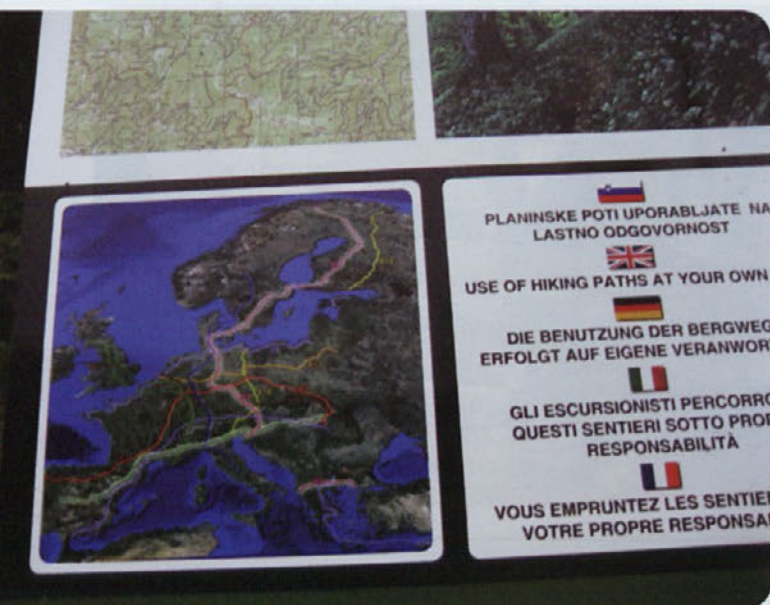 PLANINSKE POTI UPORABLJATE NA
LASTNO ODGOVORNOST
USE OF HIKING PATHS AT YOUR OWN
DIE BENUTZUNG DER BERGWEG
ERFOLGT AUF EIGENE VERANWOR
GLI ESCURSIONISTI PERCORRO
QUESTI SENTIERI SOTTO PROP
RESPONSABILITÀ
VOUS EMPRUNTEZ LES SENTIE
VOTRE PROPRE RESPONSA